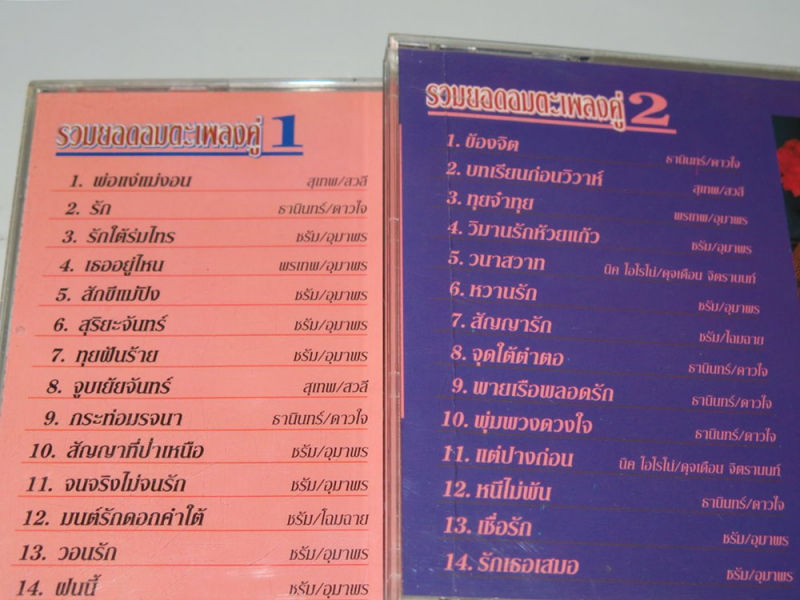 รวมยอดอมตะเพลงคู่ 1
1. พ่อแง่แม่งอน สุเทพ/สวลี
2. รัก ธานินทร์/ดาวใจ
3. รักใต้ร่มไทร ชรัม/อุมาพร
4. เธออยู่ไหน พรเทพ/อุมาพร
5. สักขีแม่ปิง ชรัม/อุมาพร
6. สุริยะจันทร์ ชรัม/อุมาพร
7. ทุยฝันร้าย ชรัม/อุมาพร
8. จูบเย้ยจันทร์ สุเทพ/สวลี
9. กระท่อมรจนา ธานินทร์/ดาวใจ
10. สัญญาที่ป่าเหนือ ชรัม/อุมาพร
11. จนจริงไม่จนรัก ชรัม/อุมาพร
12. มนต์รักดอกคำใต้ ชรัม/โฉมฉาย
13. วอนรัก ชรัม/อุมาพร
14. ฝนนี้ ชรัม/อุมาพร
รวมยอดอมตะเพลงคู่ 2
1. ข้องจิต ธานินทร์/ดาวใจ
2. บทเรียนก่อนวิวาห์ สุเทพ/สวลี
3. ทุยจ๋าทุย พรเทพ/อุมาพร
4. วิมานรักห้วยแก้ว ชรัม/อุมาพร
5. วนาสวาท นิค ไอโรโน่/ดุจเดือน จิตรานนท์
6. หวานรัก ชรัม/อุมาพร
7. สัญญารัก ชรัม/โฉมฉาย
8. จุดใต้ตำตอ ธานินทร์/ดาวใจ
9. พายเรือพลอดรัก ธานินทร์/ดาวใจ
10. พุ่มพวงดวงใจ ธานินทร์/ดาวใจ
11. แต่ปางก่อน นิค ไอโรโน่/ดุจเดือน จิตรานนท์
12. หนีไม่พ้น ธานินทร์/ดาวใจ
13. เชื่อรัก ชรัม/อุมาพร
14. รักเธอเสมอ ชรัม/อุมาพร